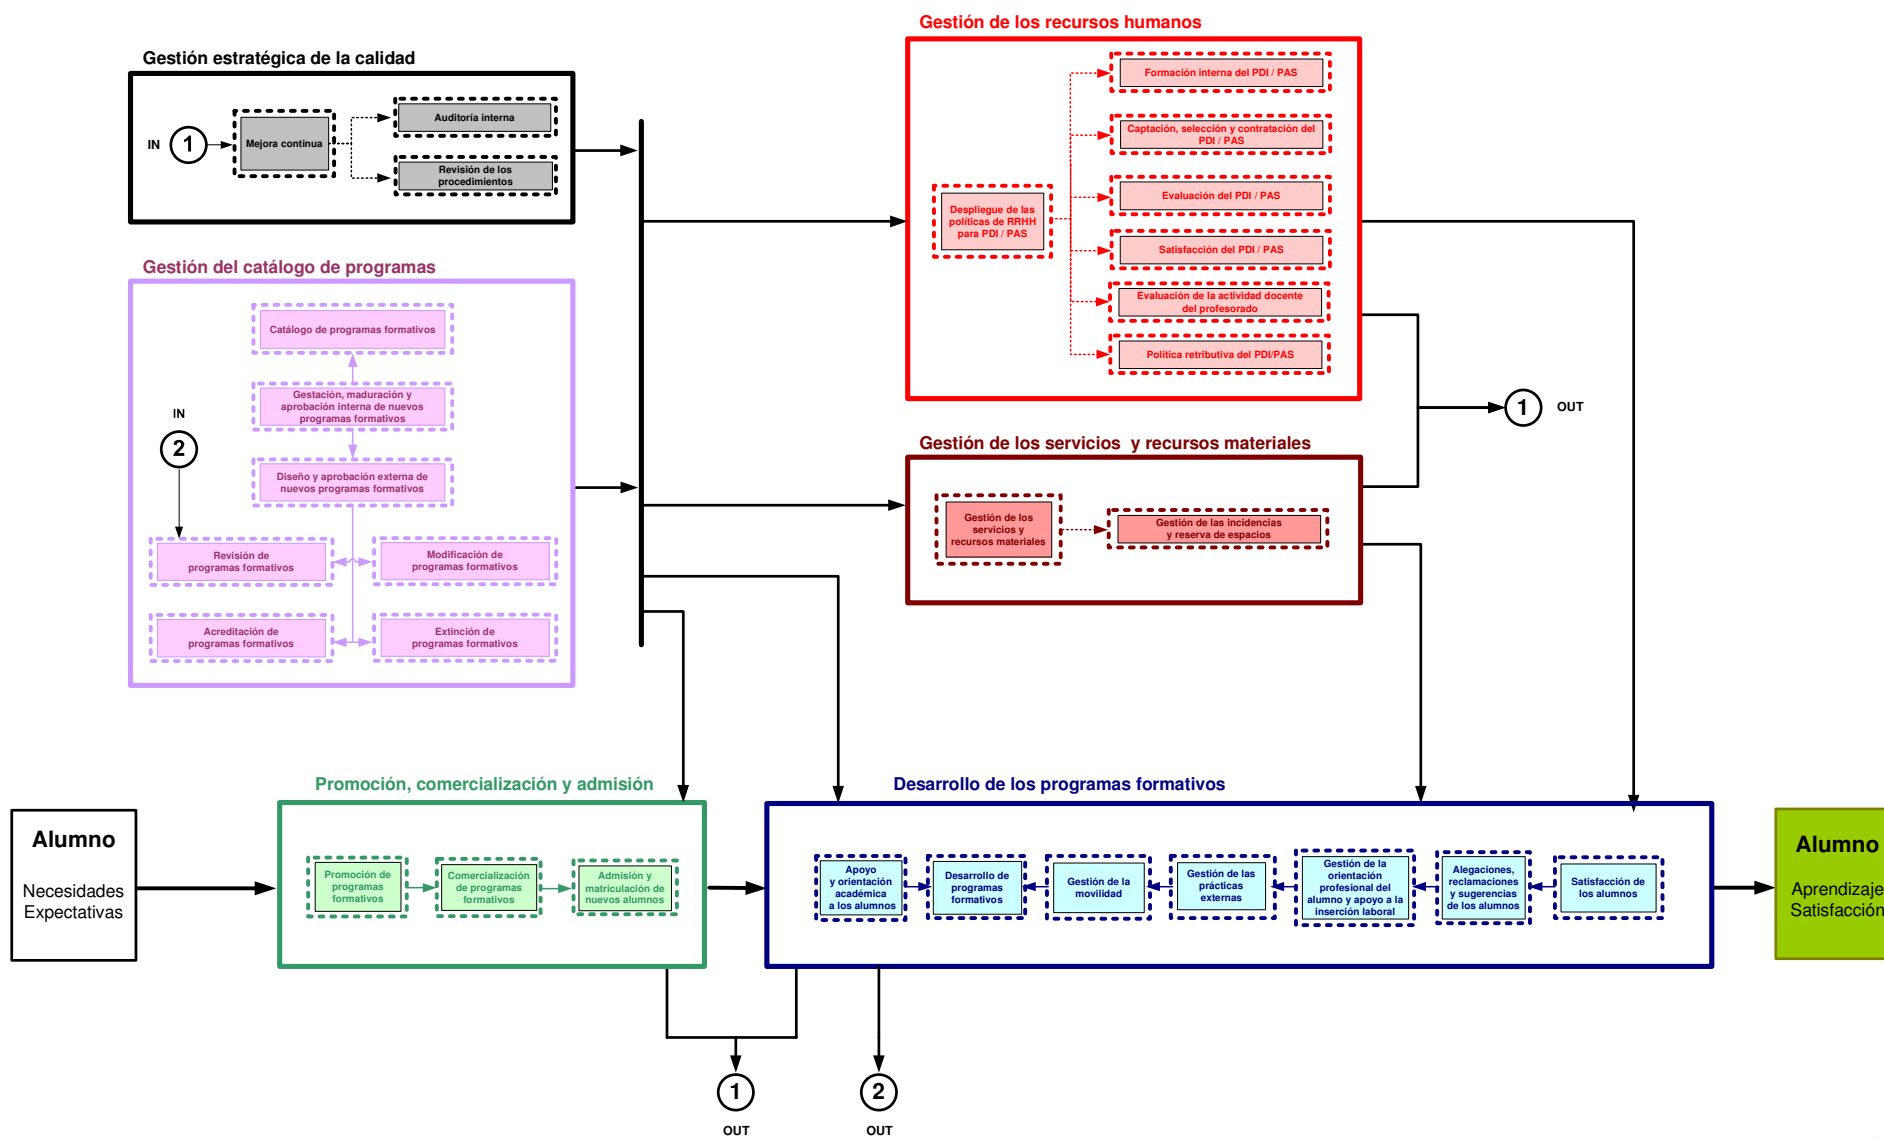 Gestión de los recursos humanos
Gestión estratégica de la calidad
IN
1
Mejora continua
Auditoría interna
Revisión de los
procedimientos
Formación interna del PDI / PAS
Captación, selección y contratación del
PDI / PAS
Evaluación del PDI / PAS
Despliegue de las
políticas de RRHH
para PDI / PAS
Satisfacción del PDI / PAS
Evaluación de la actividad docente
del profesorado
Política retributiva del PDI/PAS
Gestión del catálogo de programas
Catálogo de programas formativos
Gestación, maduración y
aprobación interna de nuevos
programas formativos
IN
2
Diseño y aprobación externa de
nuevos programas formativos
Revisión de
programas formativos
Modificación de
programas formativos
Acreditación de
programas formativos
Extinción de
programas formativos
1
OUT
Gestión de los servicios y recursos materiales
Gestión de los
servicios y
recursos materiales
Gestión de las incidencias
y reserva de espacios
Promoción, comercialización y admisión
Desarrollo de los programas formativos
Alumno
Necesidades
Expectativas
Promoción de
programas
formativos
Comercialización
de programas
formativos
Admisión y
matriculación de
nuevos alumnos
Apoyo
y orientación
académica
a los alumnos
Desarrollo de
programas
formativos
Gestión de la
movilidad
Gestión de las
prácticas
externas
Gestión de la
orientación
profesional del
alumno y apoyo a la
inserción laboral
Alegaciones,
reclamaciones
y sugerencias
de los alumnos
Satisfacción de
los alumnos
Alumno
Aprendizaje
Satisfacción
1
OUT
2
OUT